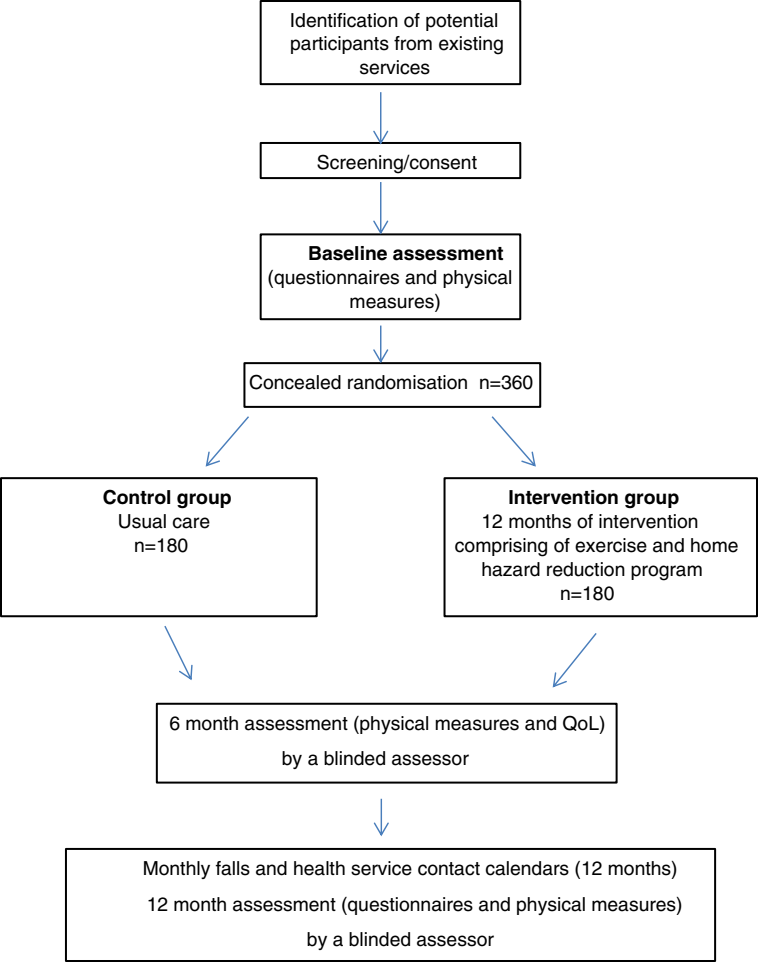 Identification of potential
participants from existing
services
Screening/consent
Baseline assessment
(questionnaires and physical
measures)
Concealed randomisation n=360
Control group
Usual care
n=180
Intervention group
12 months of intervention
comprising of exercise and home
hazard reduction program
n=180
6 month assessment (physical measures and QoL)
by a blinded assessor
Monthly falls and health service contact calendars (12 months)
12 month assessment (questionnaires and physical measures)
by a blinded assessor